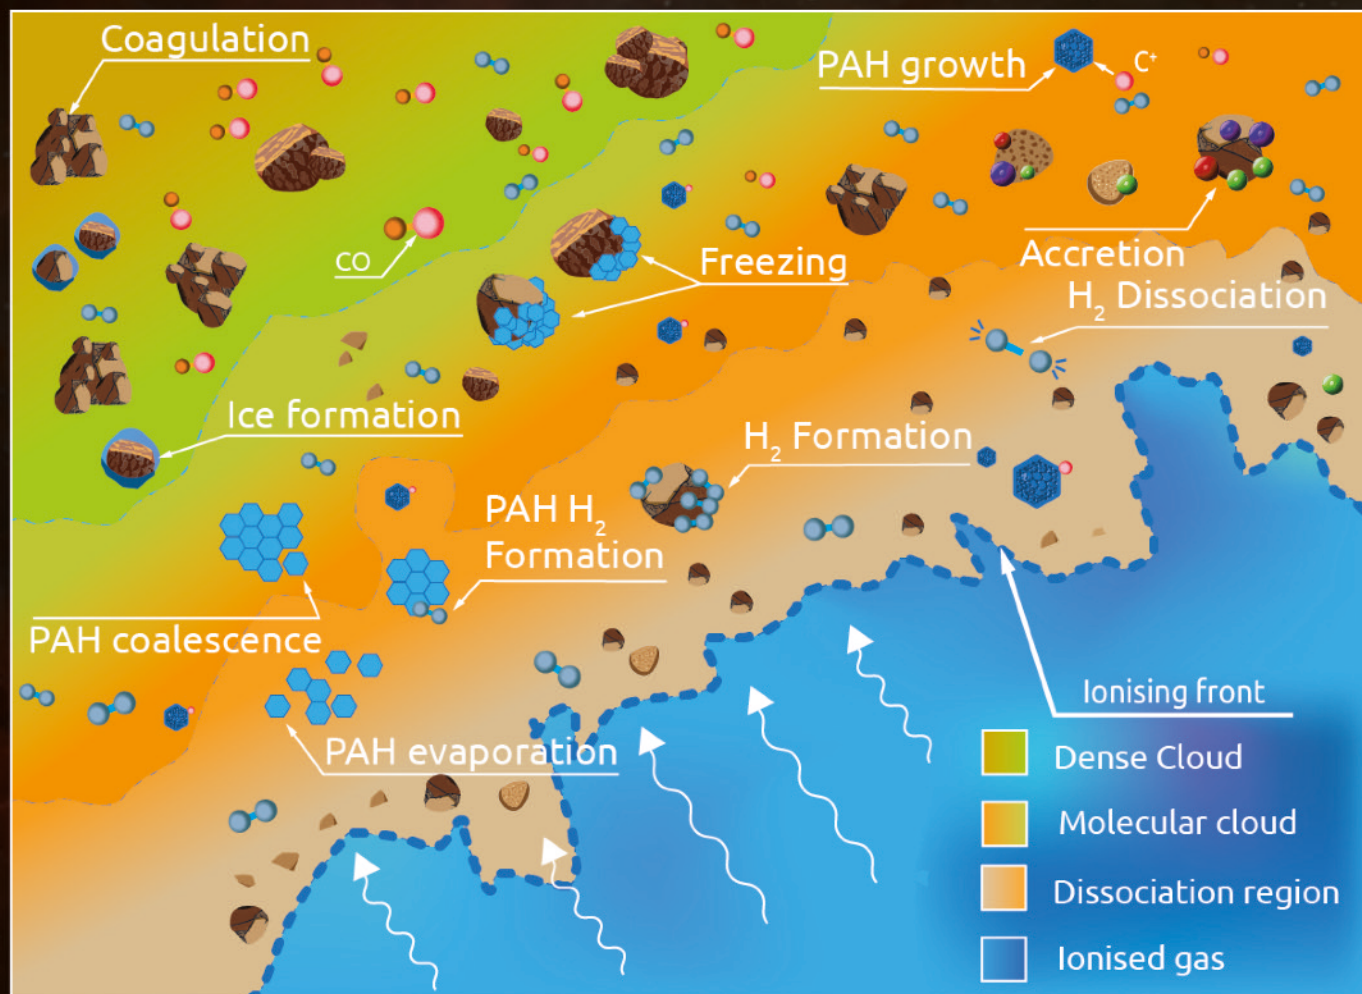 Coagulation
PAH growth
C⁺
CO
Freezing
Accretion
H₂ Dissociation
Ice formation
H₂ Formation
PAH H₂
Formation
PAH coalescence
Ionising front
PAH evaporation
Dense Cloud
Molecular cloud
Dissociation region
Ionised gas